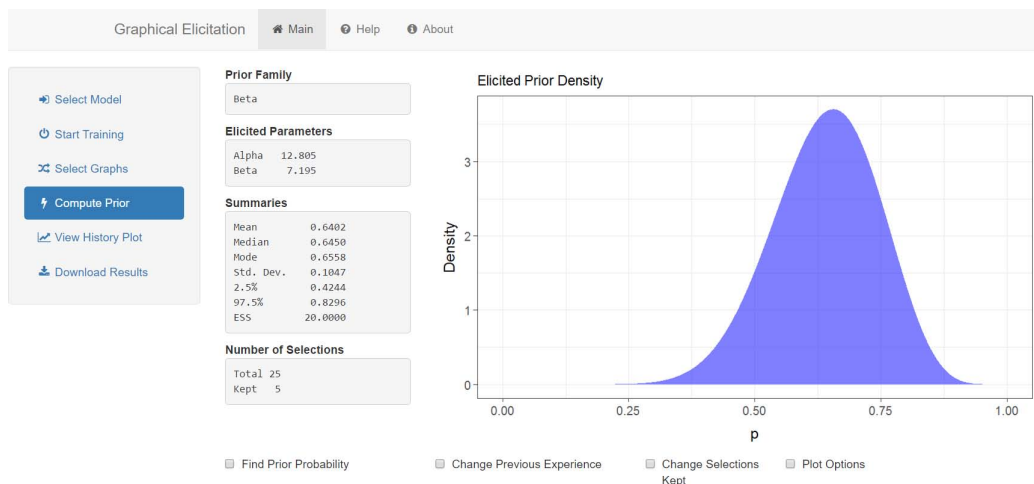 Graphical Elicitation Main Help About
Select Model
Start Training
Select Graphs
Compute Prior
View History Plot
Download Results
Prior Family
Beta
Elicited Parameters
Alpha 12.805
Beta 7.195
Summaries
Mean 0.6402
Median 0.6450
Mode 0.6558
Std. Dev. 0.1047
2.5% 0.4244
97.5% 0.8296
ESS 20.0000
Number of Selections
Total 25
Kept 5
Elicited Prior Density
Density
3
2
1
0
0.00 0.25 0.50 0.75 1.00
p
Find Prior Probability Change Previous Experience Change Selections Plot Options
Kept